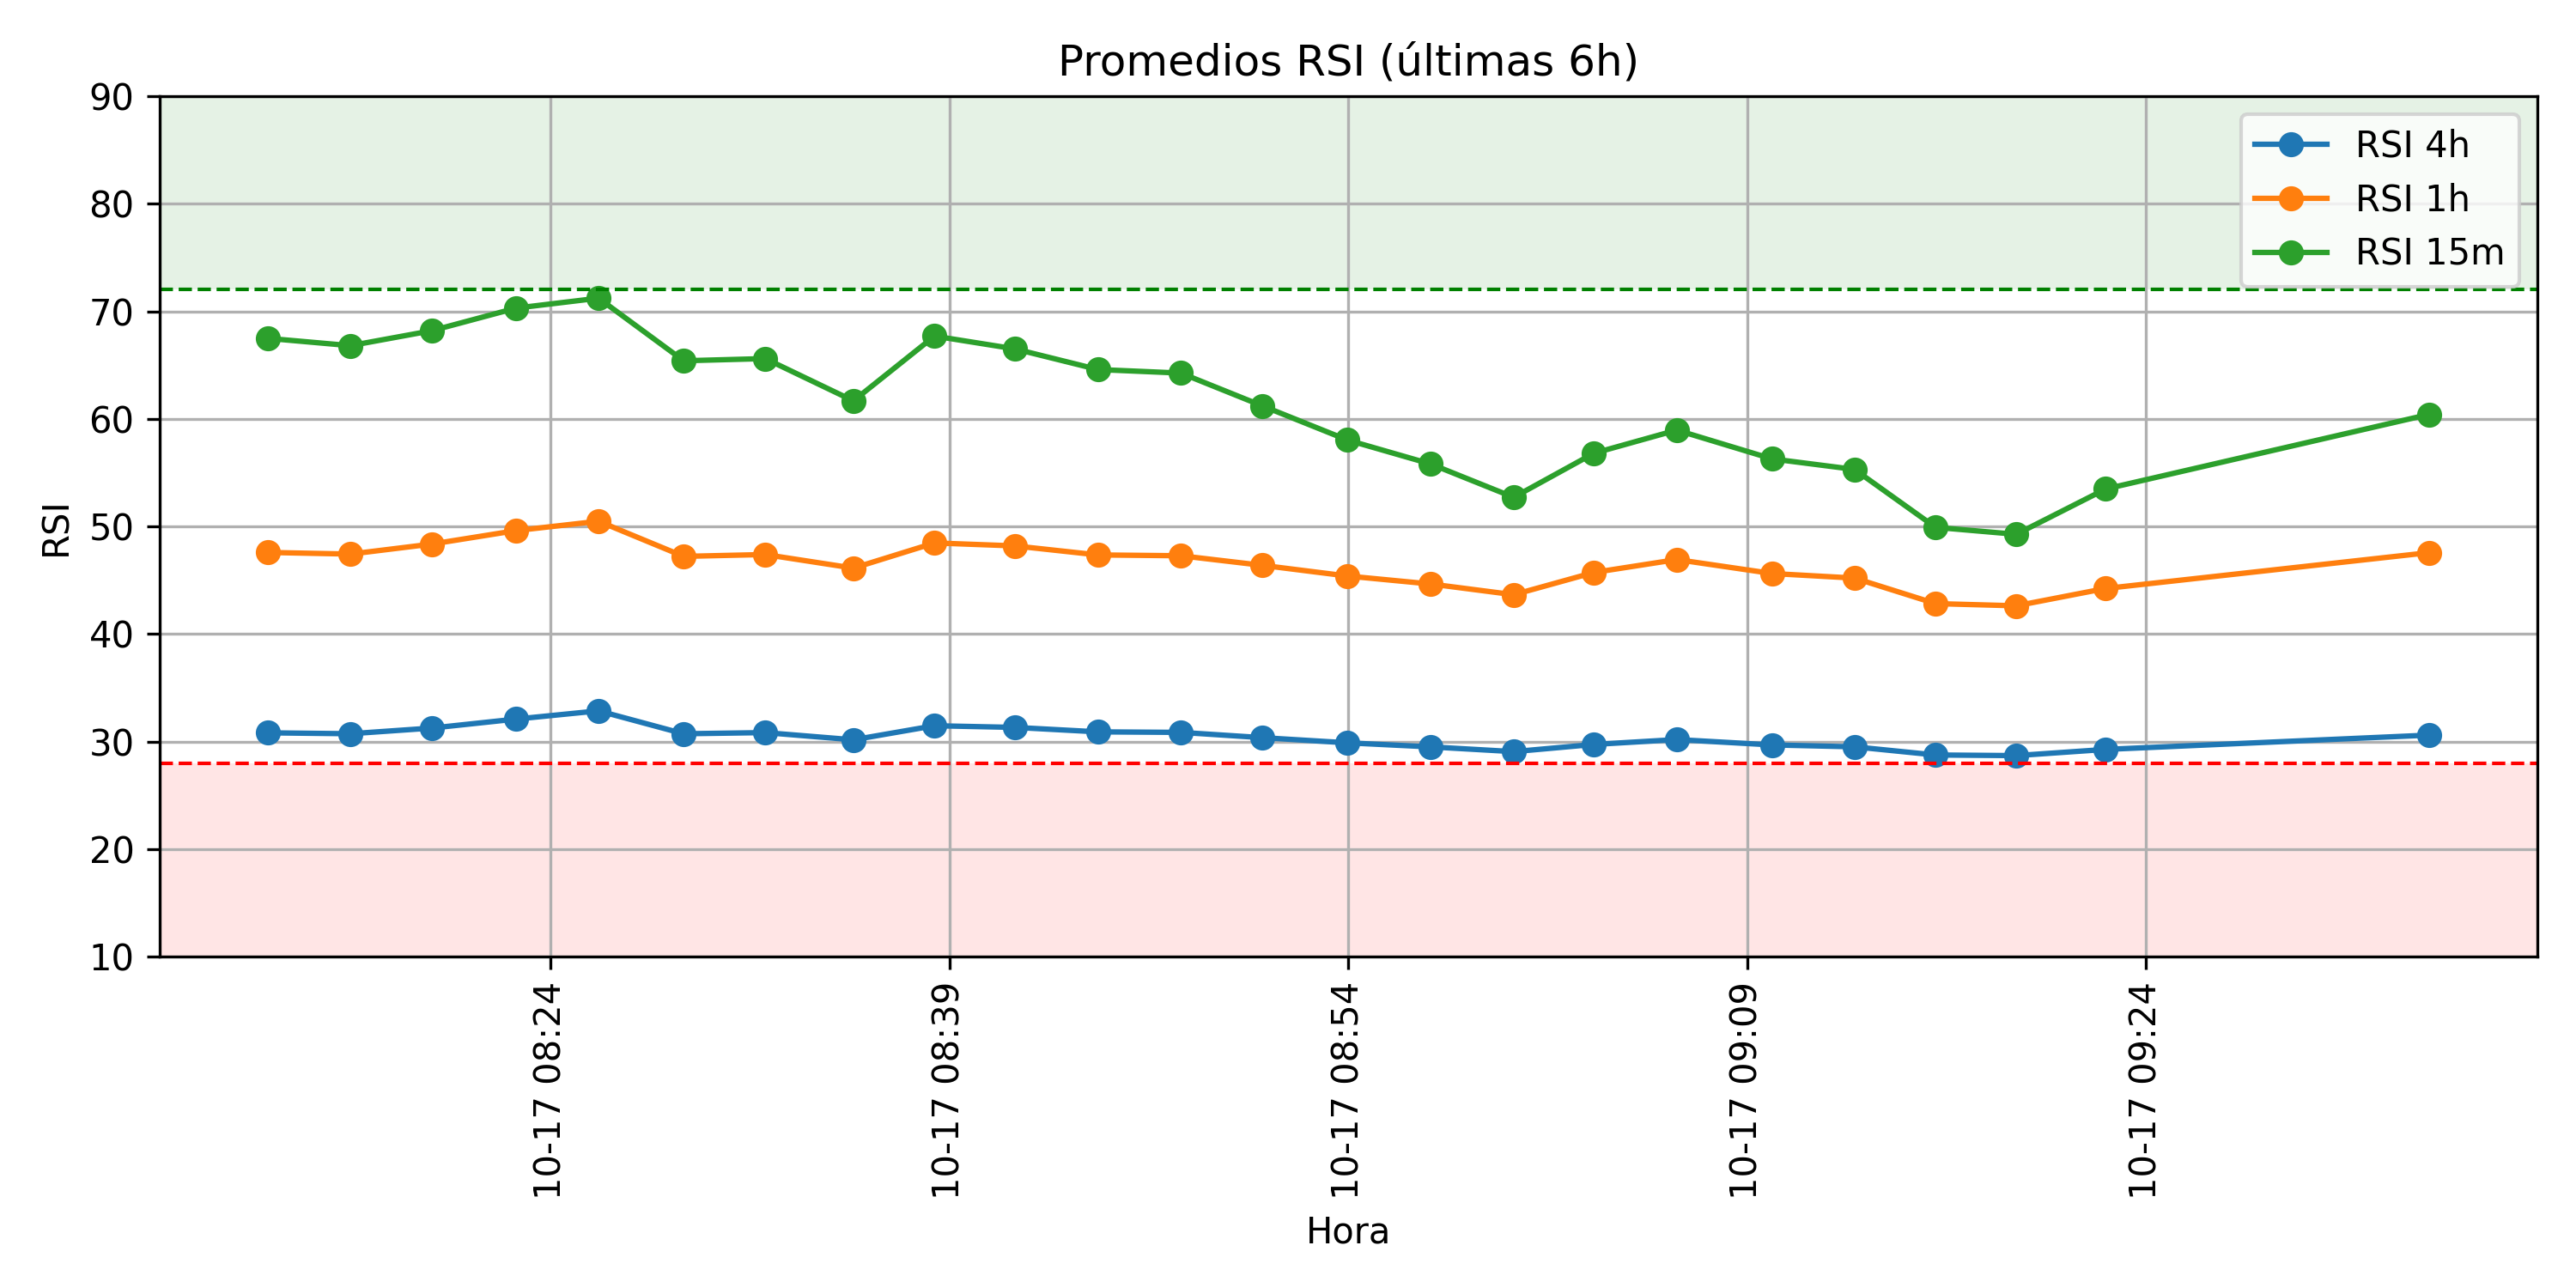 Promedios RSI (últimas 6h)
90
80
70
60
50
40
30
20
10
RSI
RSI 4h
RSI 1h
RSI 15m
10-17 08:24
10-17 08:39
10-17 08:54
10-17 09:09
10-17 09:24
Hora